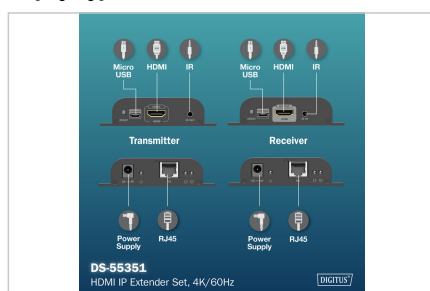 Micro
USB
HDMI
IR
Micro
USB
HDMI
IR
Transmitter
Receiver
Power
Supply
RJ45
Power
Supply
RJ45
DS-55351
HDMI IP Extender Set, 4K/60Hz
DIGITUS